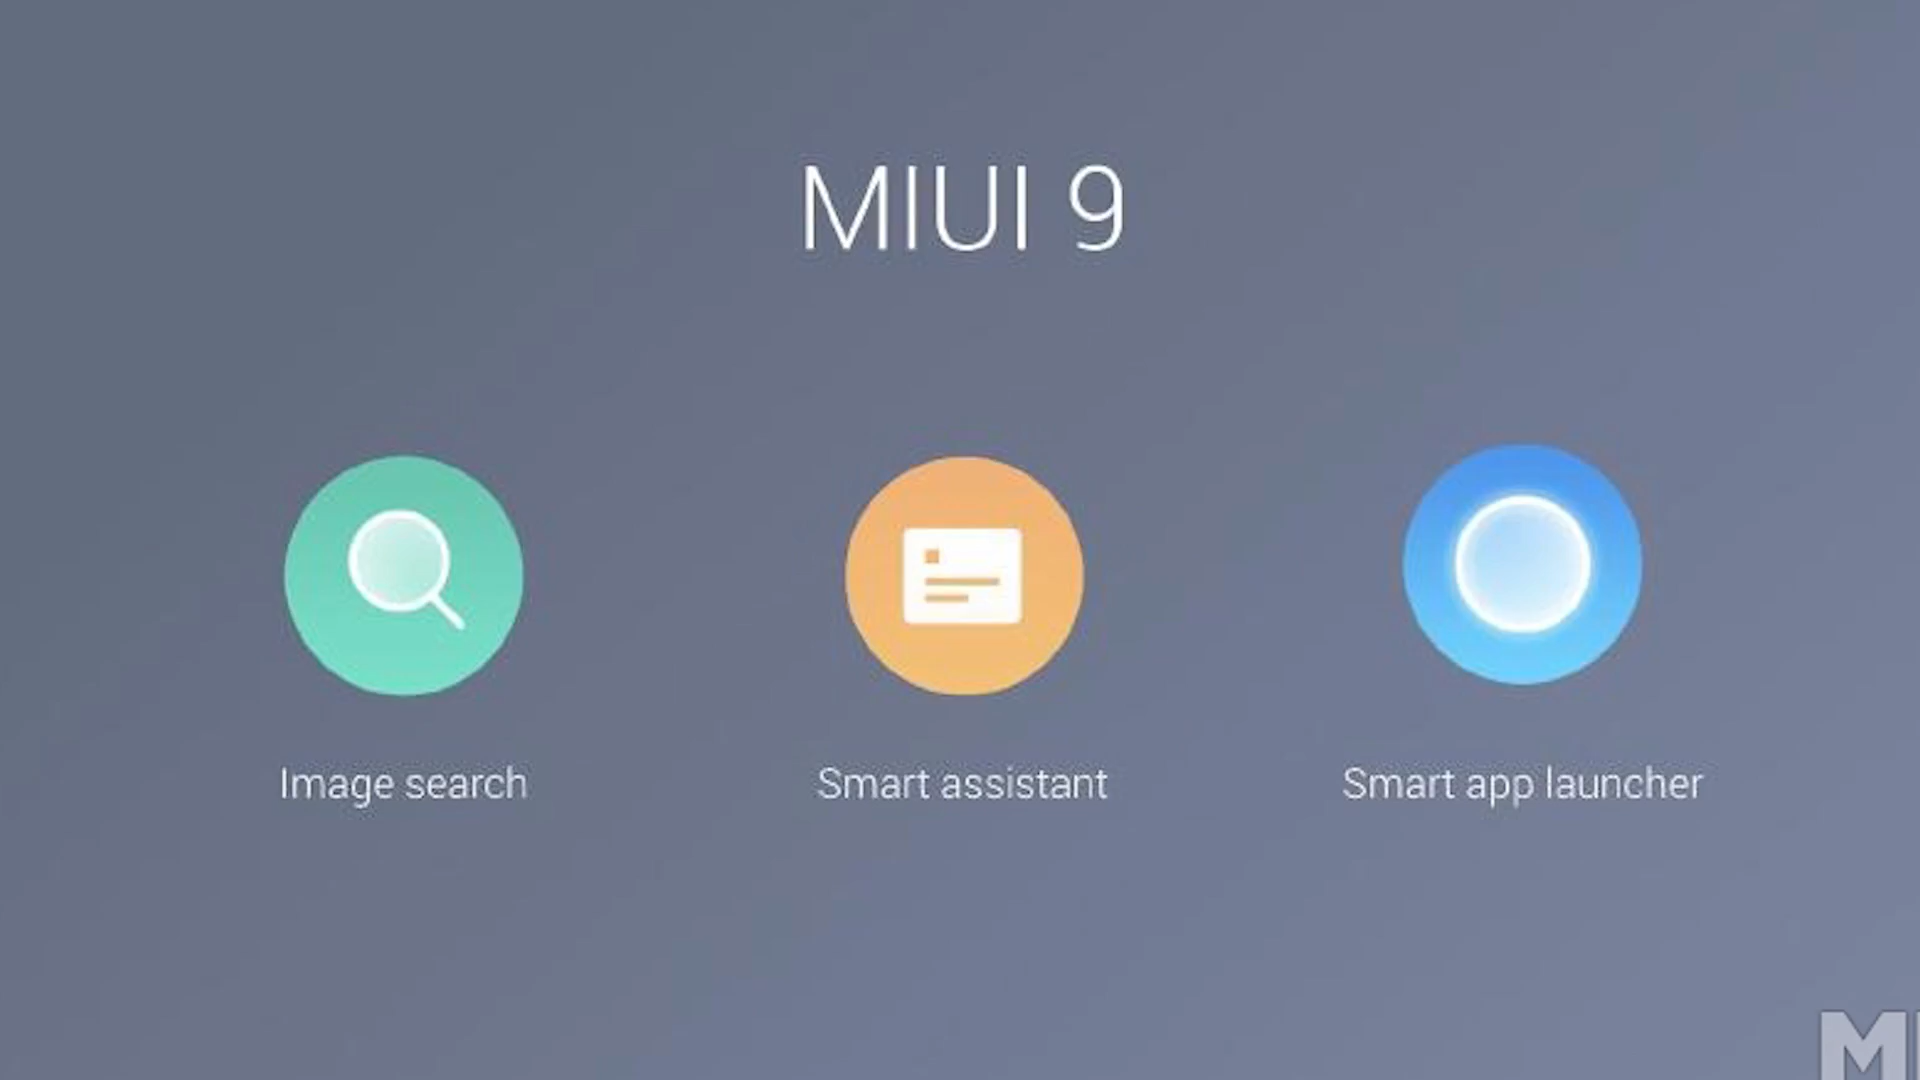 MIUI 9
Image search
Smart assistant
Smart app launcher